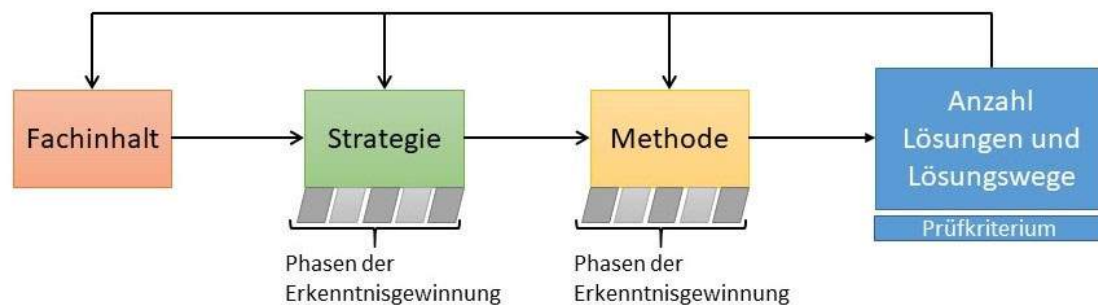 Fachinhalt
Strategie
Methode
Anzahl
Lösungen und
Lösungswege
Prüfkriterium
Phasen der
Erkenntnisgewinnung
Phasen der
Erkenntnisgewinnung